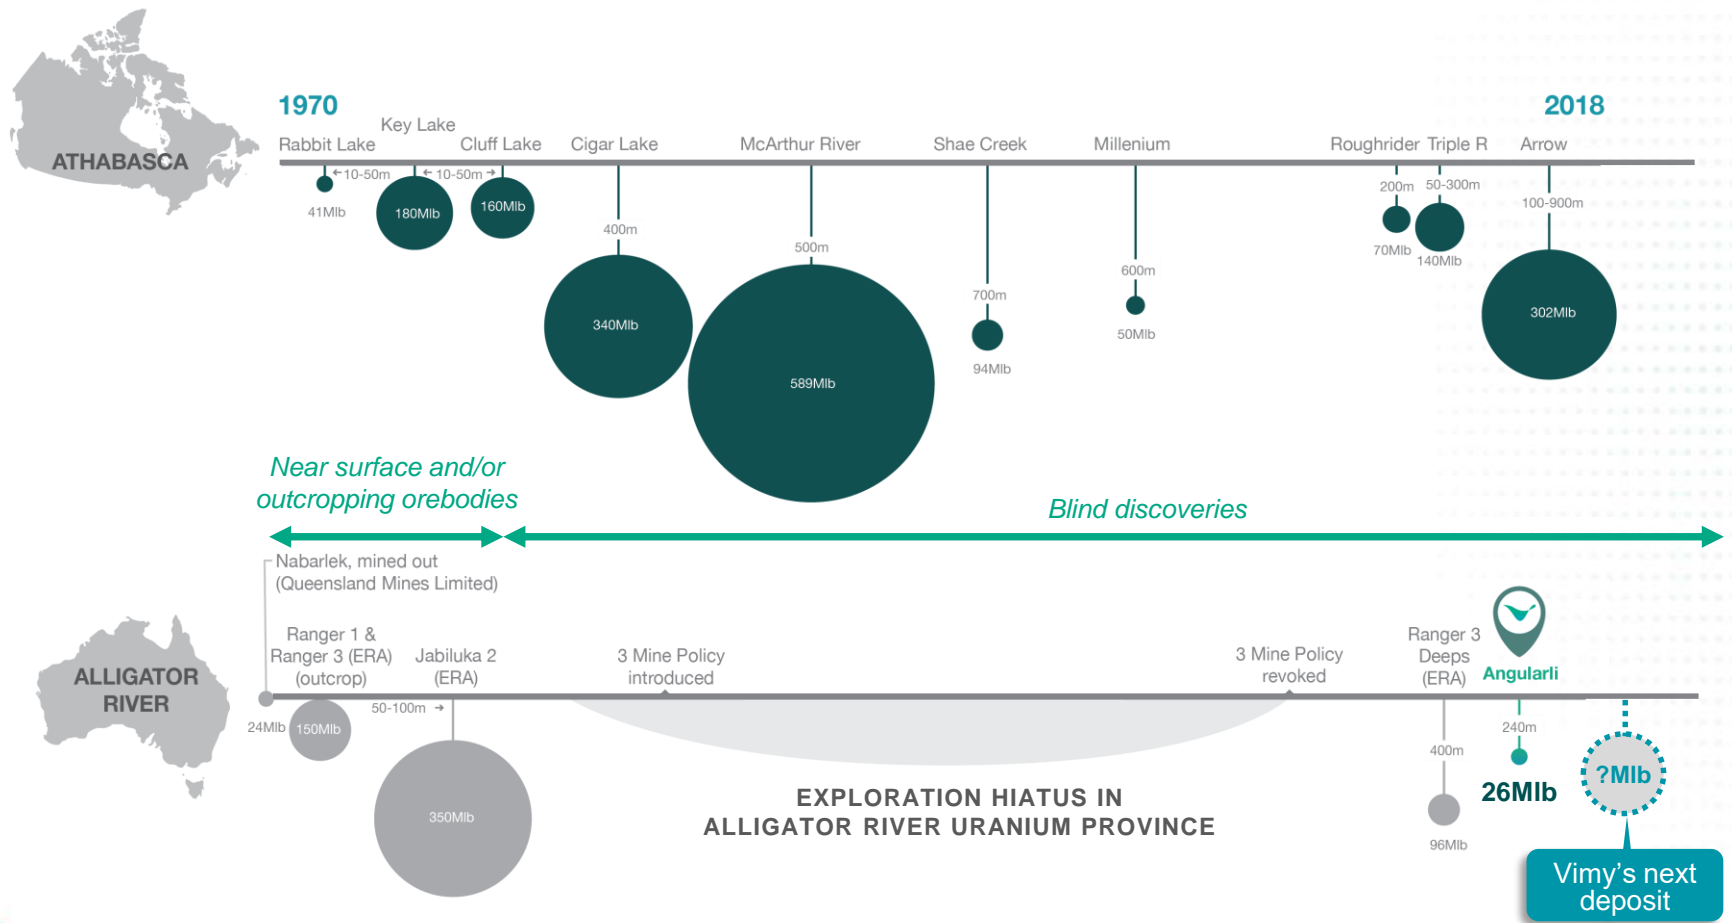 1970
2018
Rabbit Lake
Key Lake
Cluff Lake
Cigar Lake
McArthur River
Shae Creek
Millenium
Roughrider
Triple R
Arrow
ATHABASCA
←10-50m
←10-50m→
400m
500m
700m
600m
200m
50-300m
100-900m
41Mlb
180Mlb
160Mlb
340Mlb
589Mlb
94Mlb
50Mlb
70Mlb
140Mlb
302Mlb
Near surface and/or
outcropping orebodies
Blind discoveries
Nabarlek, mined out
(Queensland Mines Limited)
Ranger 1 &
Ranger 3 (ERA)
(outcrop)
Jabiluka 2
(ERA)
3 Mine Policy
introduced
3 Mine Policy
revoked
Ranger 3
Deeps
(ERA)
Angularli
ALLIGATOR
RIVER
24Mlb
150Mlb
50-100m →
350Mlb
400m
96Mlb
240m
26Mlb
?Mlb
EXPLORATION HIATUS IN
ALLIGATOR RIVER URANIUM PROVINCE
Vimy's next
deposit